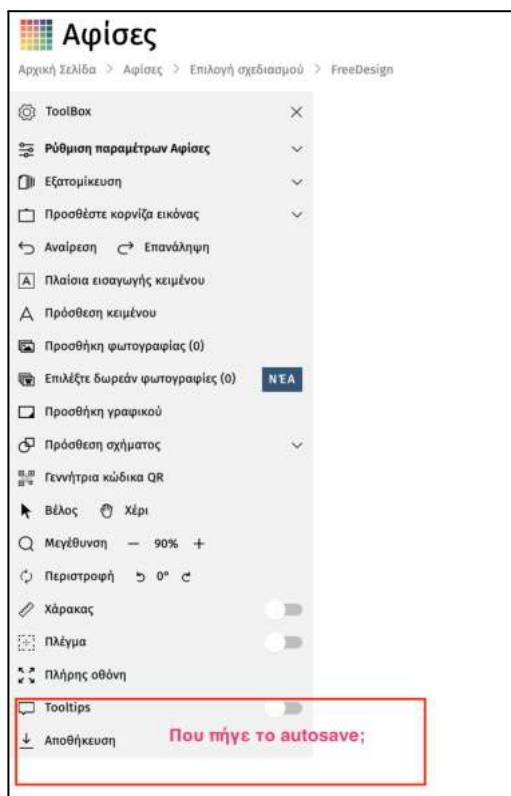 Αφίσες
Αρχική Σελίδα > Αφίσες > Επιλογή σχεδιασμού > FreeDesign
ToolBox
Ρύθμιση παραμέτρων Αφίσες
Εξατομίκευση
Προσθέστε κορνίζα εικόνας
Αναίρεση Επανάληψη
Πλαίσια εισαγωγής κειμένου
Πρόσθεση κειμένου
Προσθήκη φωτογραφίας (0)
Επιλέξτε δωρεάν φωτογραφίες (0) ΝΈΑ
Προσθήκη γραφικού
Πρόσθεση σχήματος
Γεννήτρια κώδικα QR
Βέλος Χέρι
Μεγέθυνση — 90% +
Περιστροφή 0°
Χάρακας
Πλέγμα
Πλήρης οθόνη
Tooltips
Που πήγε το autosave;
Αποθήκευση